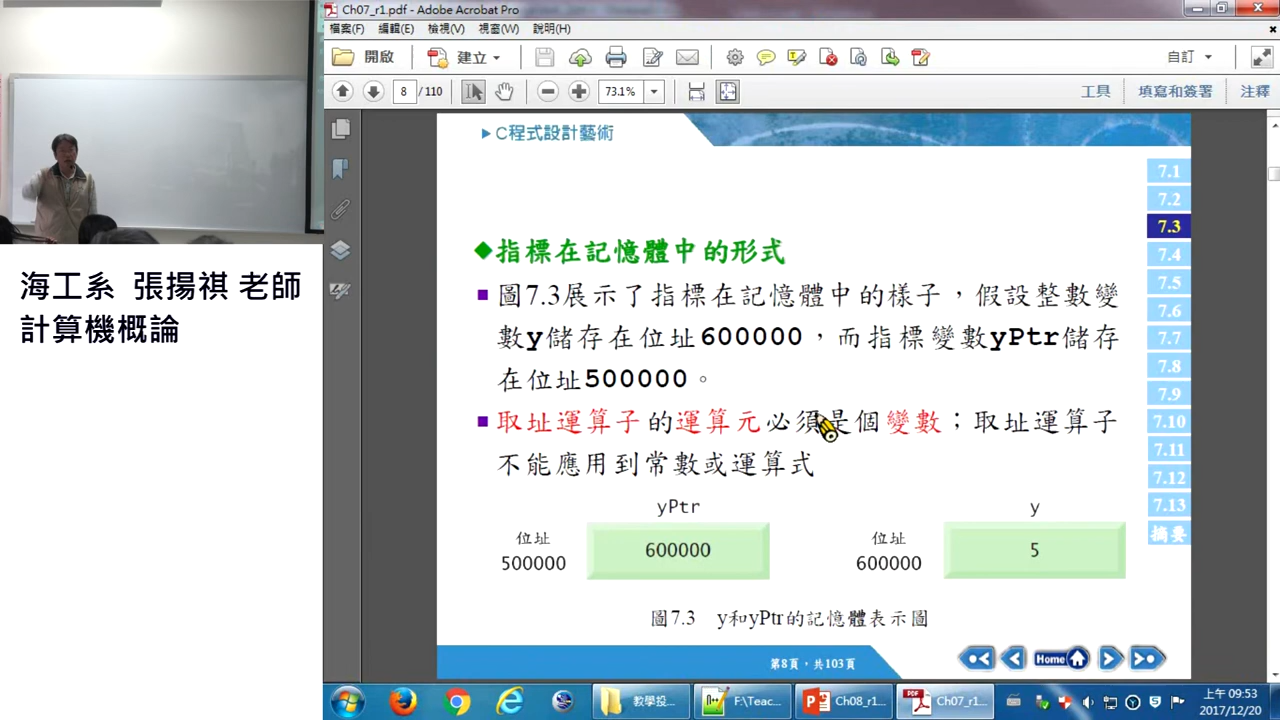 Ch07_r1.pdf - Adobe Acrobat Pro
檔案(F) 編輯(E) 檢視(V) 視窗(W) 說明(H)
開啟 建立 自訂
8 /110 73.1% 工具 填寫和簽署 注釋
C程式設計藝術
指標在記憶體中的形式
圖7.3展示了指標在記憶體中的樣子，假設整數變
數y儲存在位址600000，而指標變數yPtr儲存
在位址500000。
取址運算子的運算元必須是個變數；取址運算子
不能應用到常數或運算式
yPtr y
位址 位址
500000 600000 600000 5
圖7.3 y和yPtr的記憶體表示圖
第8頁，共103頁
Home
7.1
7.2
7.3
7.4
7.5
7.6
7.7
7.8
7.9
7.10
7.11
7.12
7.13
摘要
海工系 張揚祺 老師
計算機概論
教學投... F:\Teac... Ch08_r1... Ch07_r1...
上午 09:53
2017/12/20